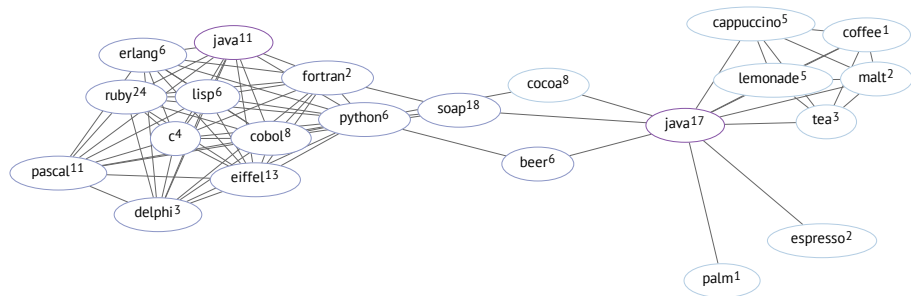 cappuccino⁵
coffee¹
java¹¹
erlang⁶
fortran²
lemonade⁵
malt²
cocoa⁸
ruby²⁴
lisp⁶
soap¹⁸
python⁶
java¹⁷
tea³
c⁴
cobol⁸
beer⁶
pascal¹¹
eiffel¹³
delphi³
espresso²
palm¹